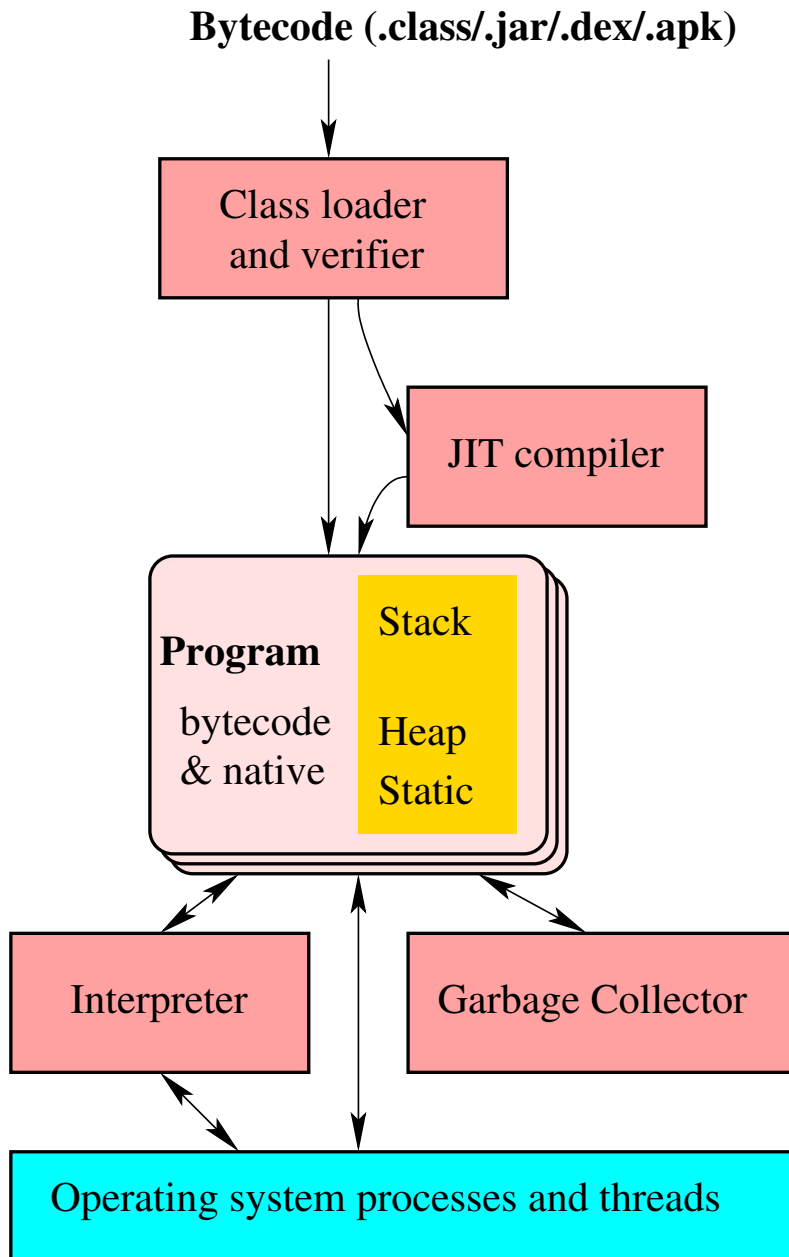 Bytecode (.class/.jar/.dex/.apk)
Class loader
and verifier
JIT compiler
Program
bytecode
& native
Stack
Heap
Static
Interpreter
Garbage Collector
Operating system processes and threads